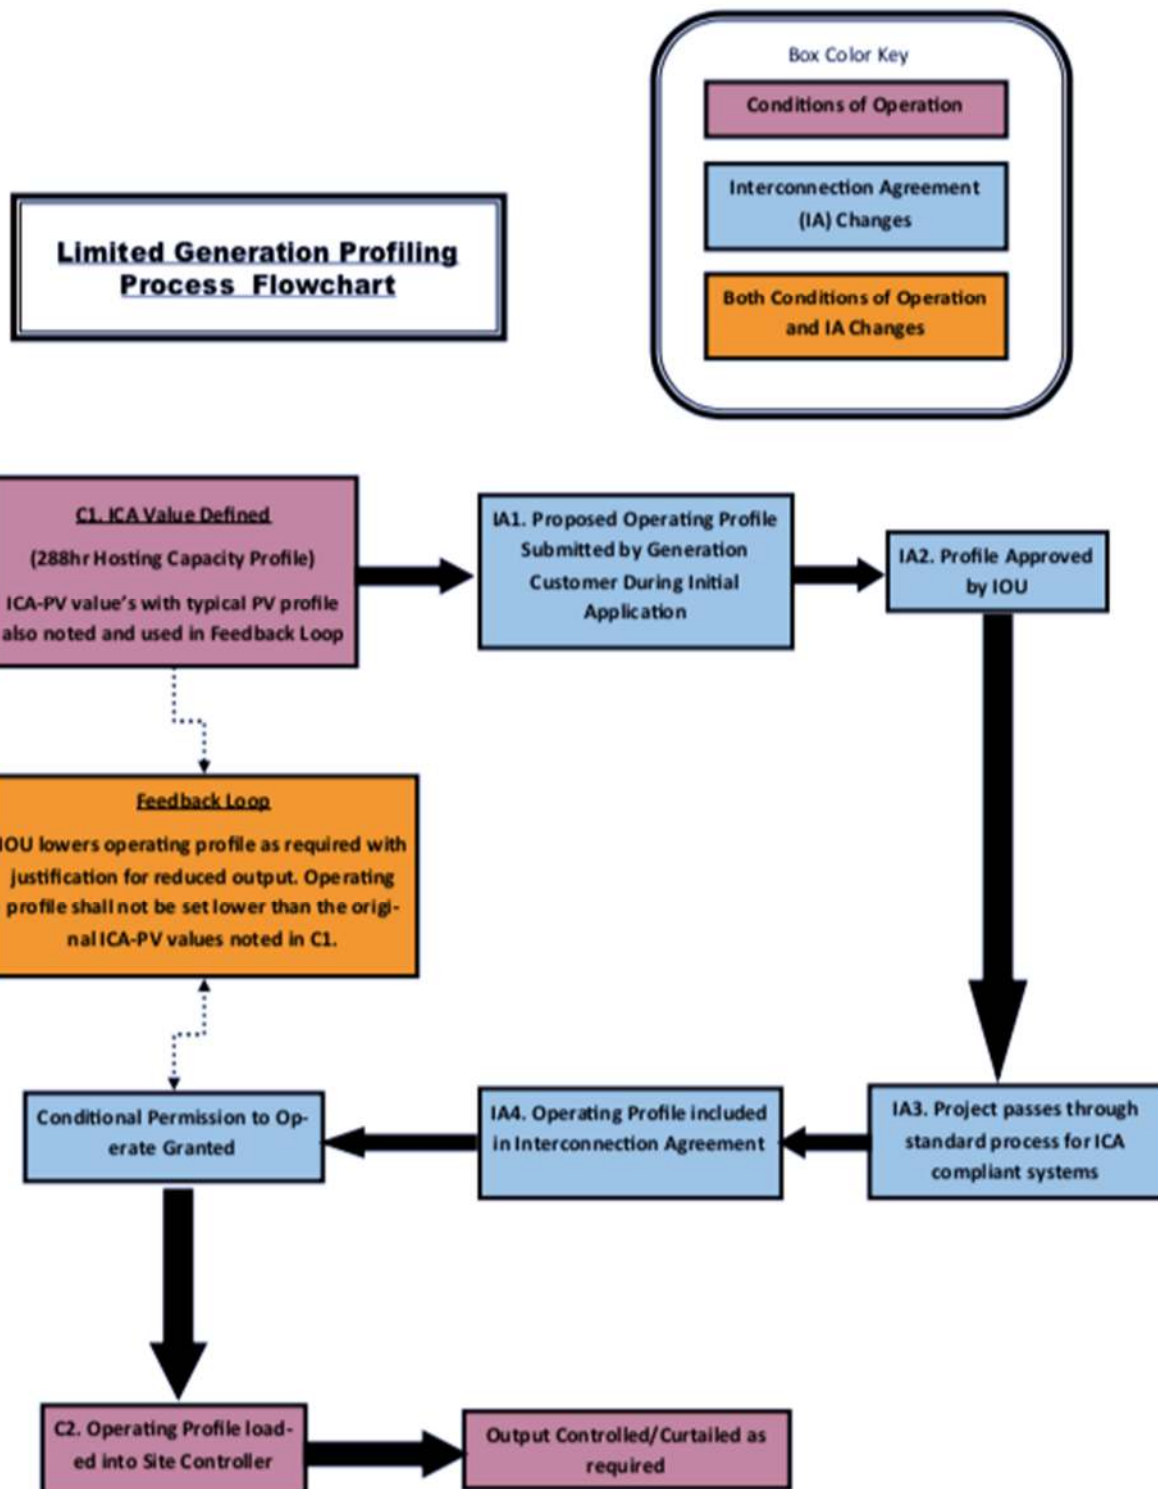 Box Color Key
Conditions of Operation
Interconnection Agreement
(IA) Changes
Both Conditions of Operation
and IA Changes
Limited Generation Profiling
Process Flowchart
C1. ICA Value Defined
(288hr Hosting Capacity Profile)
ICA-PV value's with typical PV profile
also noted and used in Feedback Loop
IA1. Proposed Operating Profile
Submitted by Generation
Customer During Initial
Application
IA2. Profile Approved
by IOU
Feedback Loop
IOU lowers operating profile as required with
justification for reduced output. Operating
profile shall not be set lower than the origi-
nal ICA-PV values noted in C1.
Conditional Permission to Op-
erate Granted
IA4. Operating Profile included
in Interconnection Agreement
IA3. Project passes through
standard process for ICA
compliant systems
C2. Operating Profile load-
ed into Site Controller
Output Controlled/Curtailed as
required